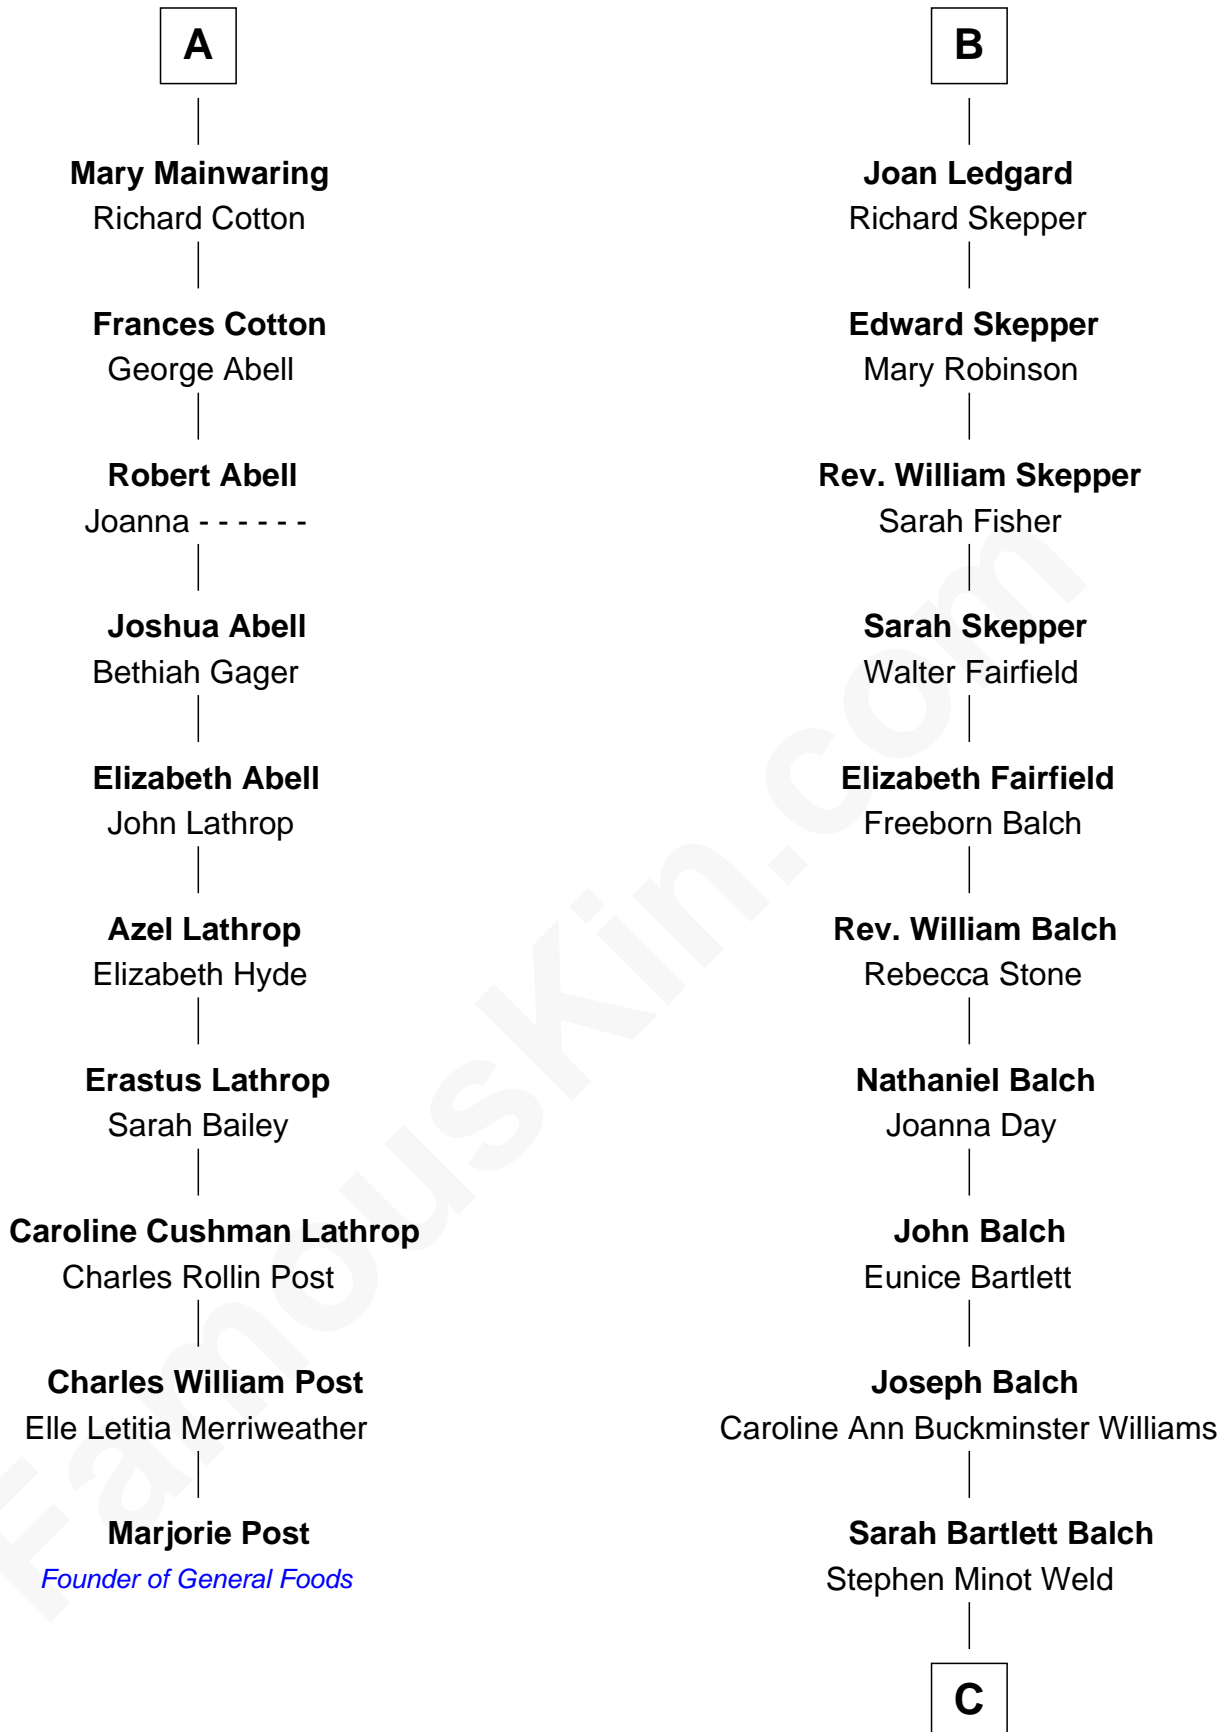 A
Mary Mainwaring
Richard Cotton
Frances Cotton
George Abell
Robert Abell
Joanna - - - - - -
Joshua Abell
Bethiah Gager
Elizabeth Abell
John Lathrop
Azel Lathrop
Elizabeth Hyde
Erastus Lathrop
Sarah Bailey
Caroline Cushman Lathrop
Charles Rollin Post
Charles William Post
Elle Letitia Merriweather
Marjorie Post
Founder of General Foods
B
Joan Ledgard
Richard Skepper
Edward Skepper
Mary Robinson
Rev. William Skepper
Sarah Fisher
Sarah Skepper
Walter Fairfield
Elizabeth Fairfield
Freeborn Balch
Rev. William Balch
Rebecca Stone
Nathaniel Balch
Joanna Day
John Balch
Eunice Bartlett
Joseph Balch
Caroline Ann Buckminster Williams
Sarah Bartlett Balch
Stephen Minot Weld
C
FamousKin.com